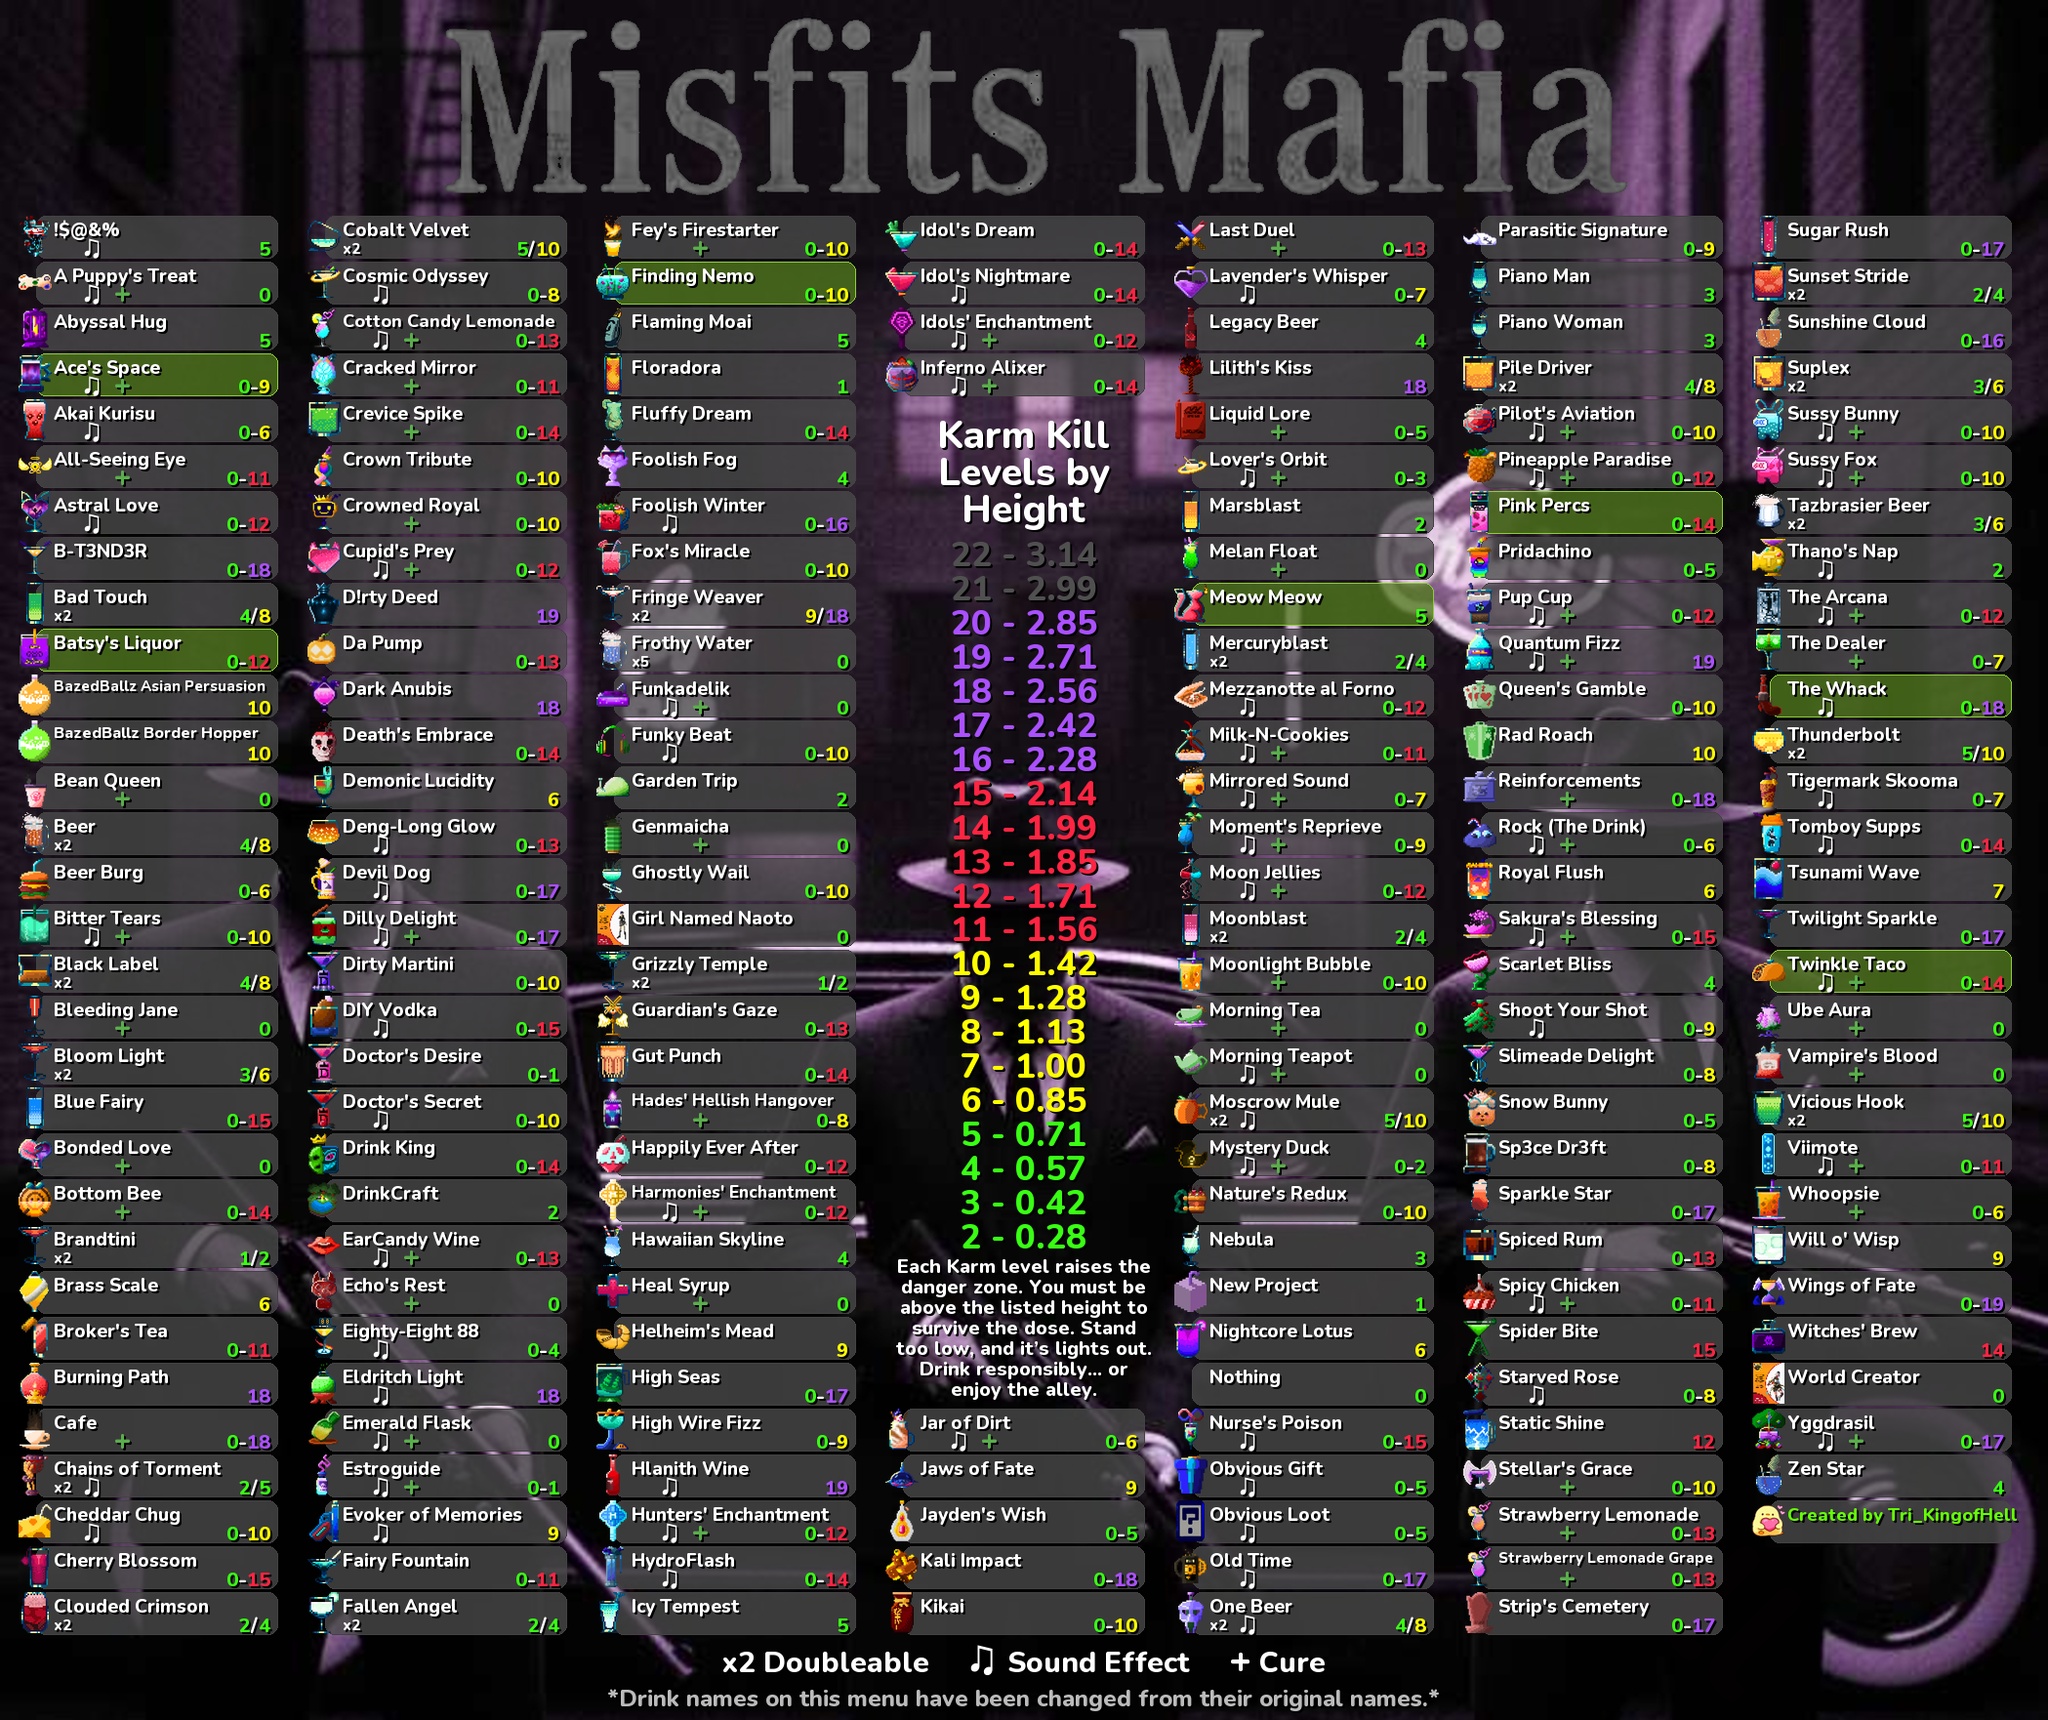 Misfits Mafia
!$@&%
♫ 5
A Puppy's Treat
♫ + 0
Abyssal Hug
5
Ace's Space
♫ + 0-9
Akai Kurisu
♫ 0-6
All-Seeing Eye
+ 0-11
Astral Love
♫ 0-12
B-T3ND3R
0-18
Bad Touch
x2 4/8
Batsy's Liquor
0-12
BazedBallz Asian Persuasion
10
BazedBallz Border Hopper
10
Bean Queen
+ 0
Beer
x2 4/8
Beer Burg
0-6
Bitter Tears
♫ + 0-10
Black Label
x2 4/8
Bleeding Jane
+ 0
Bloom Light
x2 3/6
Blue Fairy
0-15
Bonded Love
+ 0
Bottom Bee
+ 0-14
Brandtini
x2 1/2
Brass Scale
6
Broker's Tea
0-11
Burning Path
18
Cafe
+ 0-18
Chains of Torment
x2 ♫ 2/5
Cheddar Chug
♫ 0-10
Cherry Blossom
0-15
Clouded Crimson
x2 2/4
Cobalt Velvet
x2 5/10
Cosmic Odyssey
♫ 0-8
Cotton Candy Lemonade
♫ + 0-13
Cracked Mirror
+ 0-11
Crevice Spike
+ 0-14
Crown Tribute
0-10
Crowned Royal
+ 0-10
Cupid's Prey
♫ + 0-12
D!rty Deed
19
Da Pump
0-13
Dark Anubis
18
Death's Embrace
0-14
Demonic Lucidity
6
Deng-Long Glow
♫ 0-13
Devil Dog
♫ 0-17
Dilly Delight
♫ + 0-17
Dirty Martini
0-10
DIY Vodka
♫ 0-15
Doctor's Desire
0-1
Doctor's Secret
♫ 0-10
Drink King
0-14
DrinkCraft
2
EarCandy Wine
♫ + 0-13
Echo's Rest
+ 0
Eighty-Eight 88
♫ 0-4
Eldritch Light
♫ 18
Emerald Flask
♫ + 0
Estroguide
♫ + 0-1
Evoker of Memories
9
Fairy Fountain
0-11
Fallen Angel
x2 2/4
Fey's Firestarter
+ 0-10
Finding Nemo
0-10
Flaming Moai
5
Floradora
1
Fluffy Dream
0-14
Foolish Fog
4
Foolish Winter
♫ 0-16
Fox's Miracle
0-10
Fringe Weaver
x2 9/18
Frothy Water
x5 0
Funkadelik
♫ + 0
Funky Beat
♫ 0-10
Garden Trip
2
Genmaicha
+ 0
Ghostly Wail
0-10
Girl Named Naoto
0
Grizzly Temple
x2 1/2
Guardian's Gaze
0-13
Gut Punch
0-14
Hades' Hellish Hangover
+ 0-8
Happily Ever After
0-12
Harmonies' Enchantment
♫ + 0-12
Hawaiian Skyline
4
Heal Syrup
+ 0
Helheim's Mead
9
High Seas
0-17
High Wire Fizz
0-9
Hlanith Wine
19
Hunters' Enchantment
♫ + 0-12
HydroFlash
♫ 0-14
Icy Tempest
5
Idol's Dream
0-14
Idol's Nightmare
♫ 0-14
Idols' Enchantment
♫ + 0-12
Inferno Alixer
♫ + 0-14
Karm Kill
Levels by
Height
22 - 3.14
21 - 2.99
20 - 2.85
19 - 2.71
18 - 2.56
17 - 2.42
16 - 2.28
15 - 2.14
14 - 1.99
13 - 1.85
12 - 1.71
11 - 1.56
10 - 1.42
9 - 1.28
8 - 1.13
7 - 1.00
6 - 0.85
5 - 0.71
4 - 0.57
3 - 0.42
2 - 0.28
Each Karm level raises the
danger zone. You must be
above the listed height to
survive the dose. Stand
too low, and it's lights out.
Drink responsibly... or
enjoy the alley.
Jar of Dirt
♫ + 0-6
Jaws of Fate
9
Jayden's Wish
0-5
Kali Impact
0-18
Kikai
0-10
Last Duel
+ 0-13
Lavender's Whisper
♫ 0-7
Legacy Beer
4
Lilith's Kiss
18
Liquid Lore
+ 0-5
Lover's Orbit
♫ + 0-3
Marsblast
2
Melan Float
+ 0
Meow Meow
5
Mercuryblast
x2 2/4
Mezzanotte al Forno
♫ 0-12
Milk-N-Cookies
♫ + 0-11
Mirrored Sound
♫ + 0-7
Moment's Reprieve
♫ + 0-9
Moon Jellies
♫ + 0-12
Moonblast
x2 2/4
Moonlight Bubble
+ 0-10
Morning Tea
+ 0
Morning Teapot
♫ + 0
Moscrow Mule
x2 ♫ 5/10
Mystery Duck
♫ + 0-2
Nature's Redux
0-10
Nebula
3
New Project
1
Nightcore Lotus
6
Nothing
0
Nurse's Poison
♫ 0-15
Obvious Gift
♫ 0-5
Obvious Loot
♫ 0-5
Old Time
♫ 0-17
One Beer
x2 ♫ 4/8
Parasitic Signature
0-9
Piano Man
3
Piano Woman
3
Pile Driver
x2 4/8
Pilot's Aviation
♫ + 0-10
Pineapple Paradise
♫ + 0-12
Pink Percs
0-14
Pridachino
0-5
Pup Cup
♫ + 0-12
Quantum Fizz
♫ + 19
Queen's Gamble
0-10
Rad Roach
10
Reinforcements
+ 0-18
Rock (The Drink)
♫ + 0-6
Royal Flush
6
Sakura's Blessing
♫ + 0-15
Scarlet Bliss
4
Shoot Your Shot
♫ 0-9
Slimeade Delight
0-8
Snow Bunny
0-5
Sp3ce Dr3ft
0-8
Sparkle Star
0-17
Spiced Rum
0-13
Spicy Chicken
♫ + 0-11
Spider Bite
15
Starved Rose
♫ 0-8
Static Shine
12
Stellar's Grace
+ 0-10
Strawberry Lemonade
+ 0-13
Strawberry Lemonade Grape
+ 0-13
Strip's Cemetery
0-17
Sugar Rush
0-17
Sunset Stride
x2 2/4
Sunshine Cloud
0-16
Suplex
x2 3/6
Sussy Bunny
♫ + 0-10
Sussy Fox
♫ + 0-10
Tazbrasier Beer
x2 3/6
Thano's Nap
♫ 2
The Arcana
♫ + 0-12
The Dealer
+ 0-7
The Whack
♫ 0-18
Thunderbolt
x2 5/10
Tigermark Skooma
♫ 0-7
Tomboy Supps
♫ 0-14
Tsunami Wave
7
Twilight Sparkle
0-17
Twinkle Taco
♫ + 0-14
Ube Aura
+ 0
Vampire's Blood
+ 0
Vicious Hook
x2 5/10
Viimote
♫ + 0-11
Whoopsie
+ 0-6
Will o' Wisp
9
Wings of Fate
0-19
Witches' Brew
14
World Creator
0
Yggdrasil
♫ + 0-17
Zen Star
4
Created by Tri_KingofHell
x2 Doubleable ♫ Sound Effect + Cure
*Drink names on this menu have been changed from their original names.*